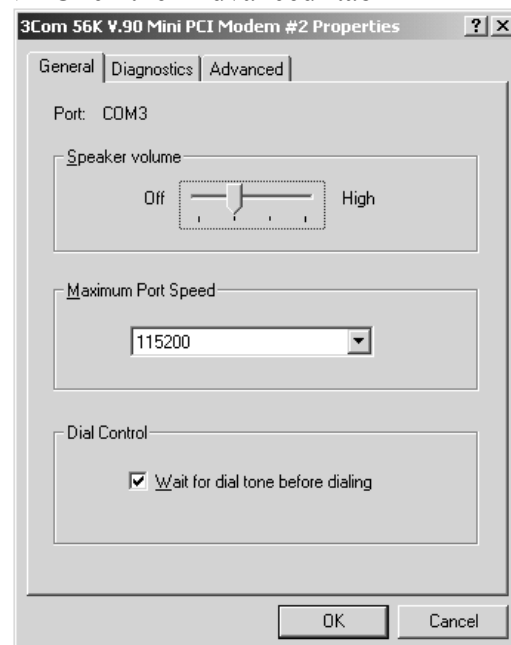 3Com 56K V.90 Mini PCI Modem #2 Properties ? X
General Diagnostics Advanced
Port: COM3
Speaker volume
Off High
Maximum Port Speed
115200
Dial Control
Wait for dial tone before dialing
OK Cancel